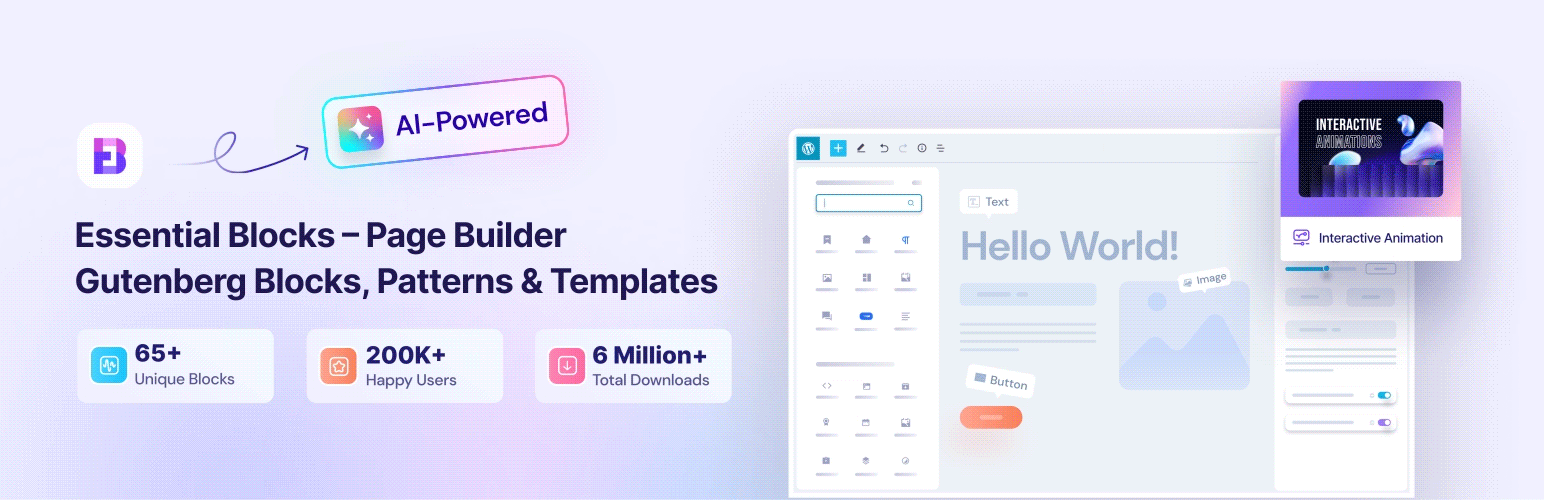 AI-Powered
Essential Blocks – Page Builder
Gutenberg Blocks, Patterns & Templates
65+
Unique Blocks
200K+
Happy Users
6 Million+
Total Downloads
Text
Hello World!
Image
Button
INTERACTIVE
ANIMATIONS
Interactive Animation